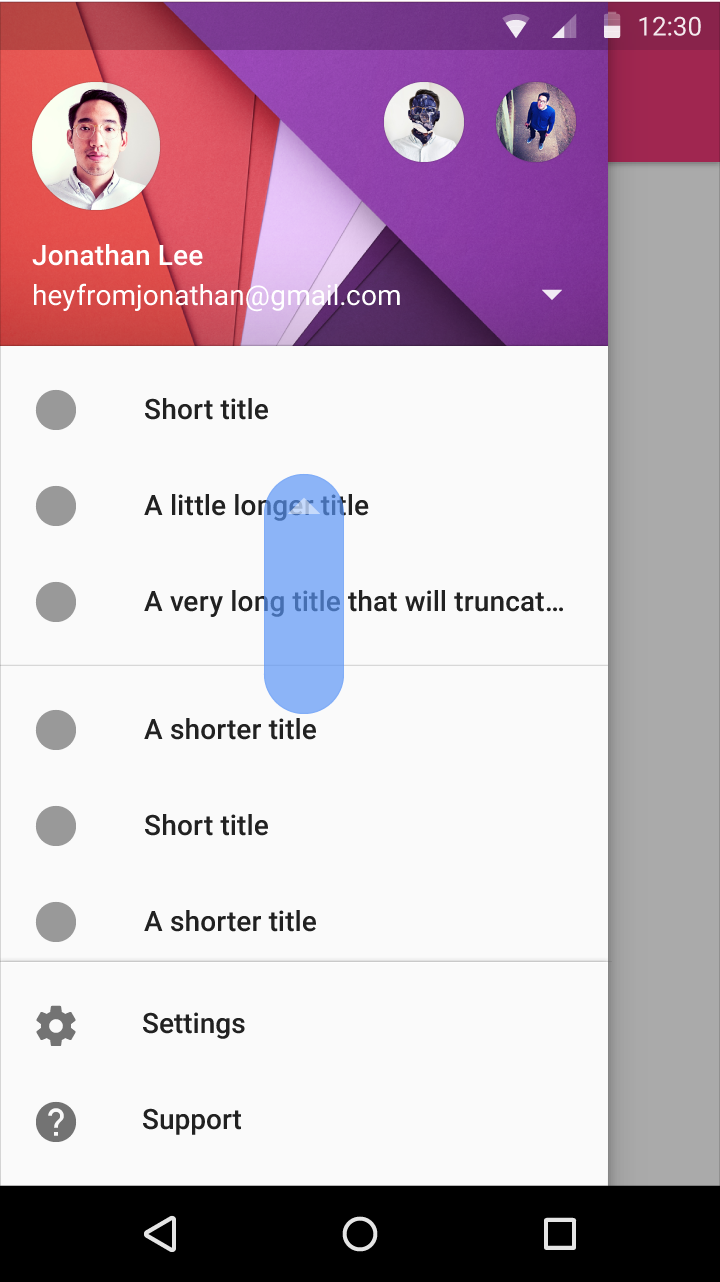 12:30
Jonathan Lee
heyfromjonathan@gmail.com
Short title
A little longer title
A very long title that will truncat...
A shorter title
Short title
A shorter title
Settings
Support